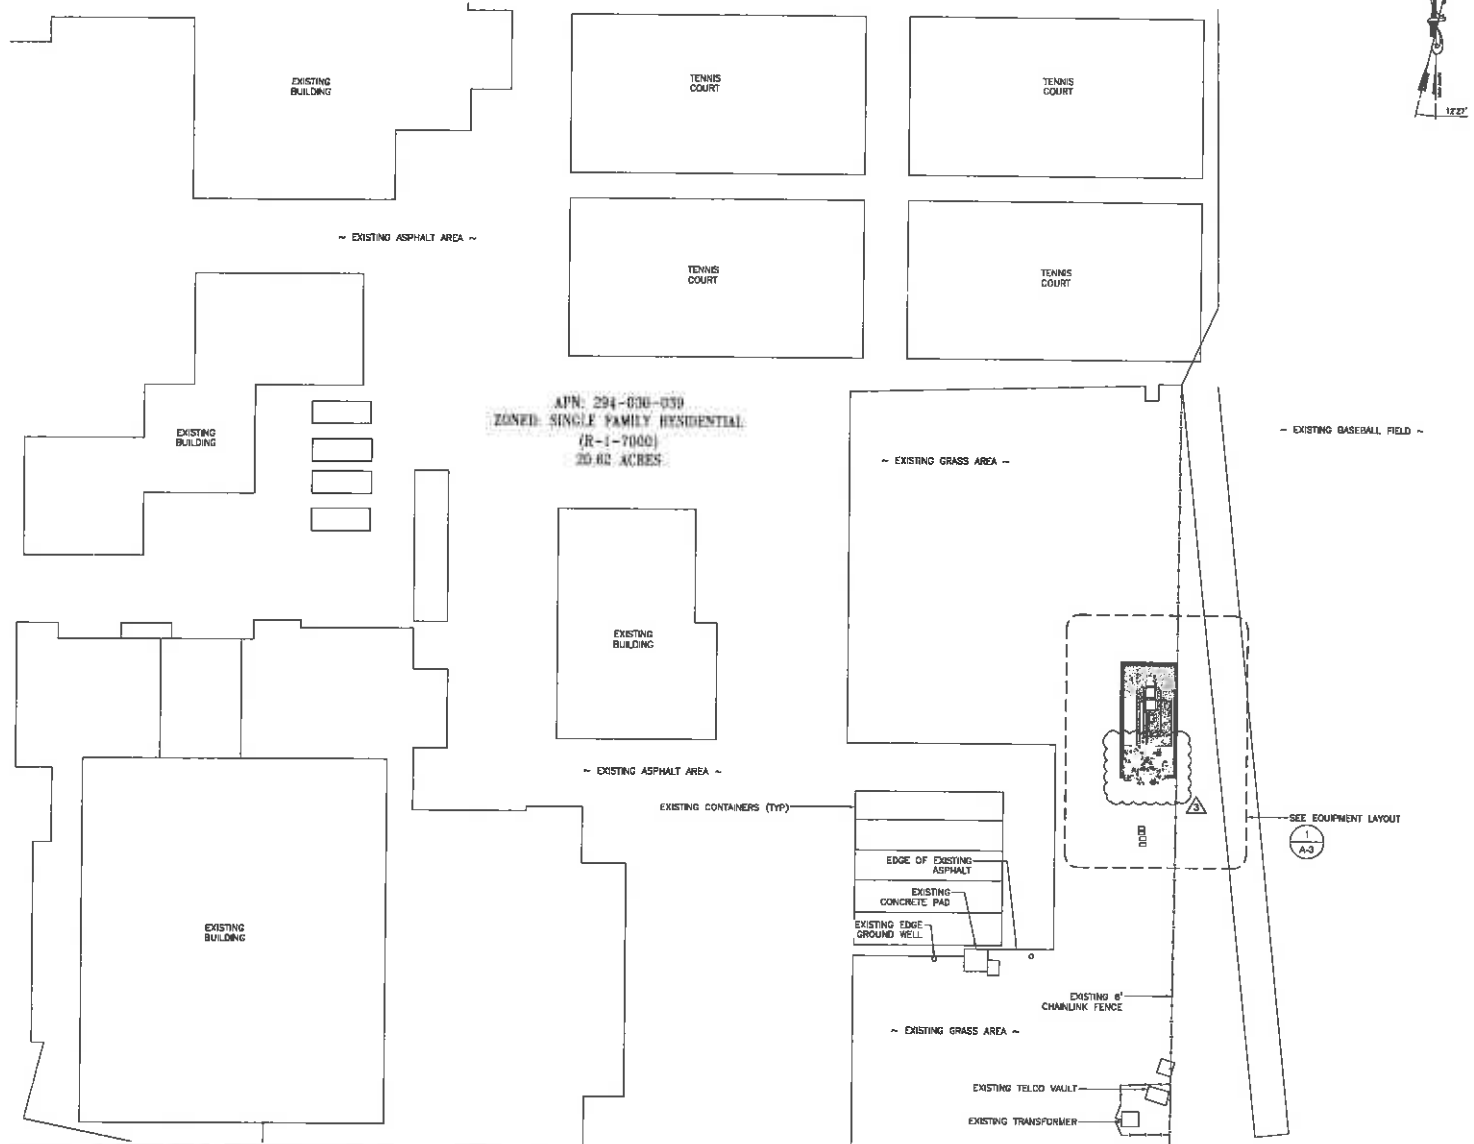 EXISTING
BUILDING
TENNIS
COURT
TENNIS
COURT
12°27'
~ EXISTING ASPHALT AREA ~
TENNIS
COURT
TENNIS
COURT
APN: 294-030-039
ZONED: SINGLE FAMILY RESIDENTIAL
(R-1-7000)
20.62 ACRES
EXISTING
BUILDING
~ EXISTING BASEBALL FIELD ~
~ EXISTING GRASS AREA ~
EXISTING
BUILDING
~ EXISTING ASPHALT AREA ~
EXISTING CONTAINERS (TYP)
3
SEE EQUIPMENT LAYOUT
1
A-3
EDGE OF EXISTING
ASPHALT
EXISTING
CONCRETE PAD
EXISTING EDGE
GROUND WELL
EXISTING
BUILDING
EXISTING 6'
CHAINLINK FENCE
~ EXISTING GRASS AREA ~
EXISTING TELCO VAULT
EXISTING TRANSFORMER